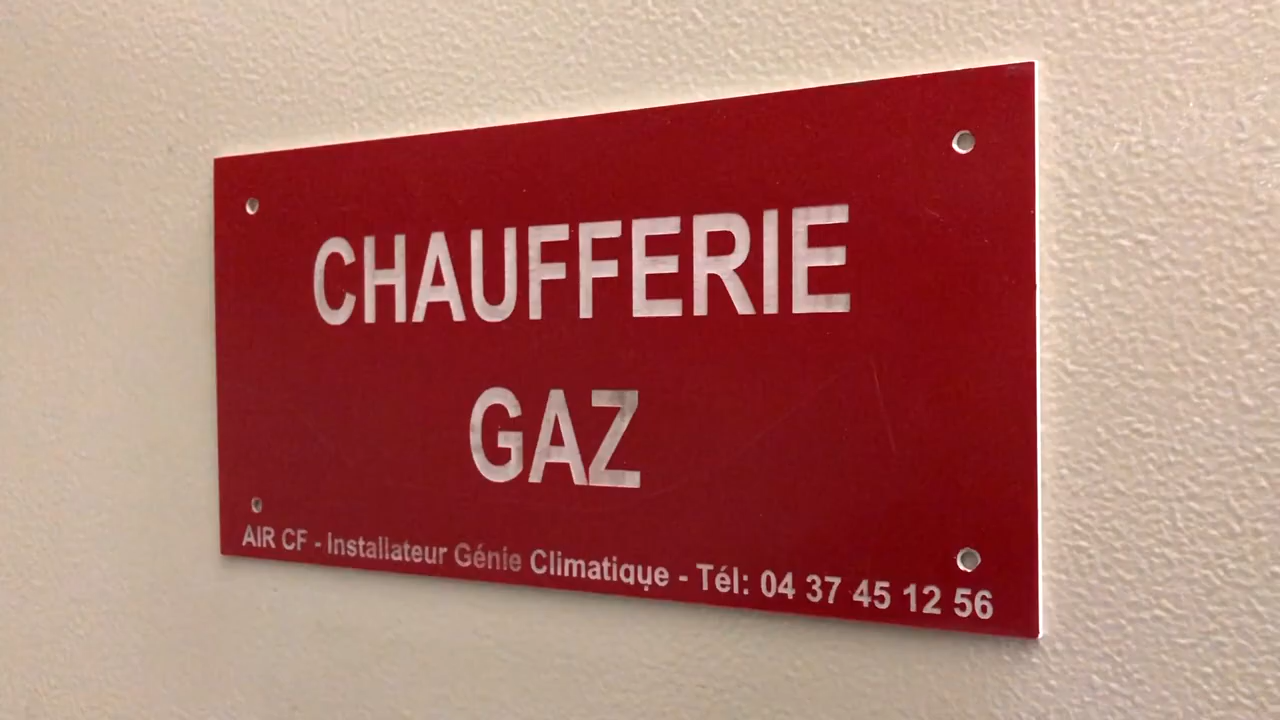 CHAUFFERIE
GAZ
AIR CF - Installateur Génie Climatique - Tél: 04 37 45 12 56